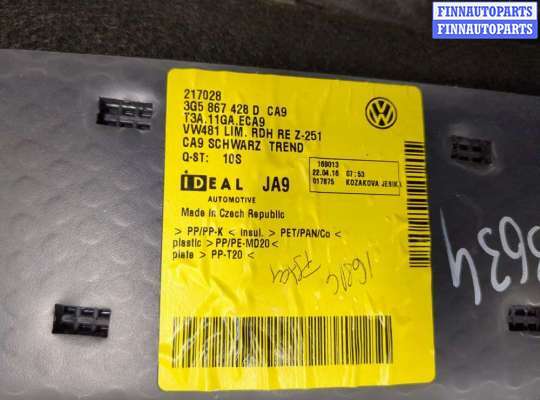 FINNAUTOPARTS
FINNAUTOPARTS
217028
3G5 867 428 D CA9
T3A.11GA.ECA9
VW481 LIM. RDH RE Z-251
CA9 SCHWARZ TREND
Q-ST: 10S
169013
22.04.16 07:53
017875 KOZAKOVA JENIK
IDEAL JA9
AUTOMOTIVE
Made in Czech Republic
> PP/PP-K < insul. > PET/PAN/Co <
plastic > PP/PE-MD20 <
plate > PP-T20 <